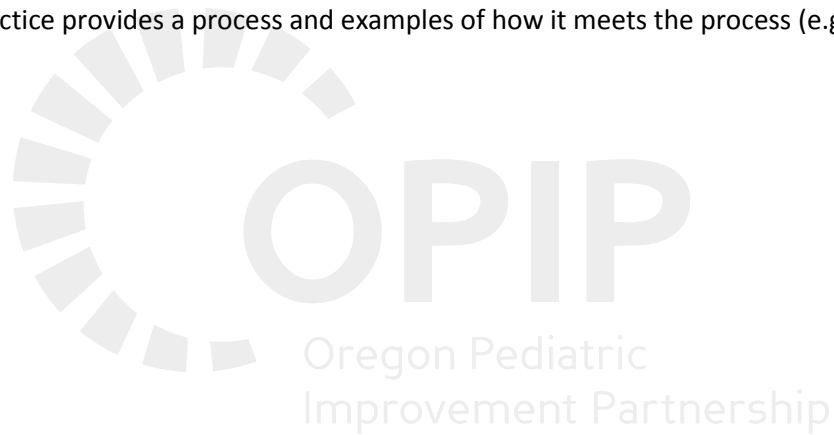 ctice provides a process and examples of how it meets the process (e.g
OPIP
Oregon Pediatric
Improvement Partnership